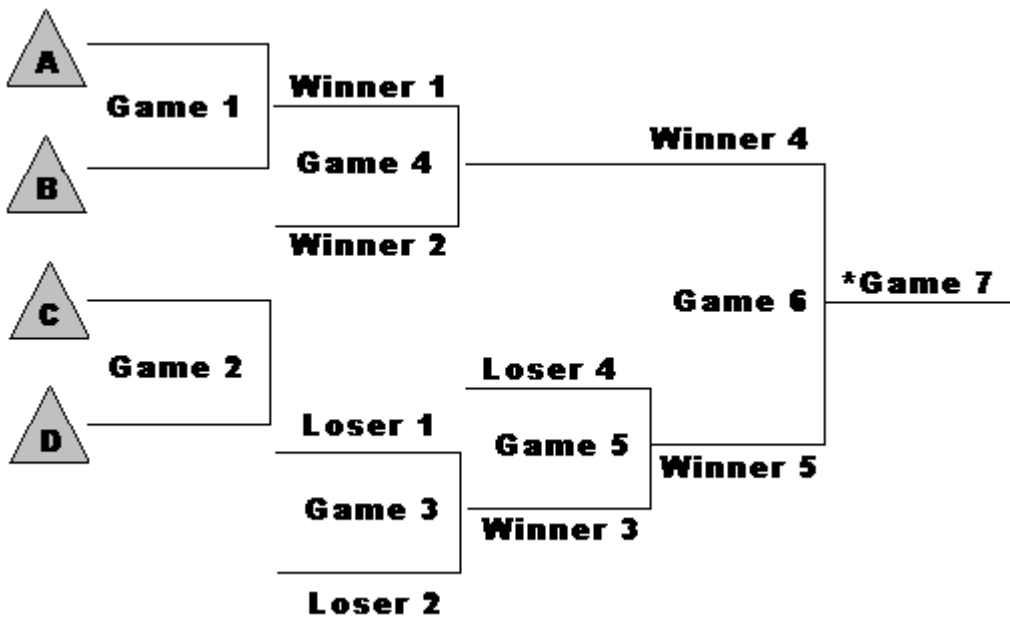 A
Game 1
B
Winner 1
Game 4
Winner 2
Winner 4
C
Game 2
D
Game 6
*Game 7
Loser 4
Game 5
Winner 3
Winner 5
Loser 1
Game 3
Loser 2